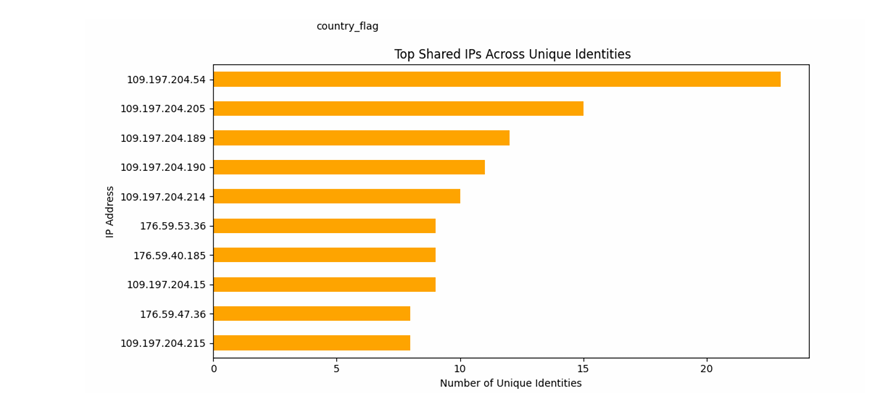 country_flag
Top Shared IPs Across Unique Identities
109.197.204.54
109.197.204.205
109.197.204.189
109.197.204.190
109.197.204.214
176.59.53.36
176.59.40.185
109.197.204.15
176.59.47.36
109.197.204.215
IP Address
0 5 10 15 20
Number of Unique Identities